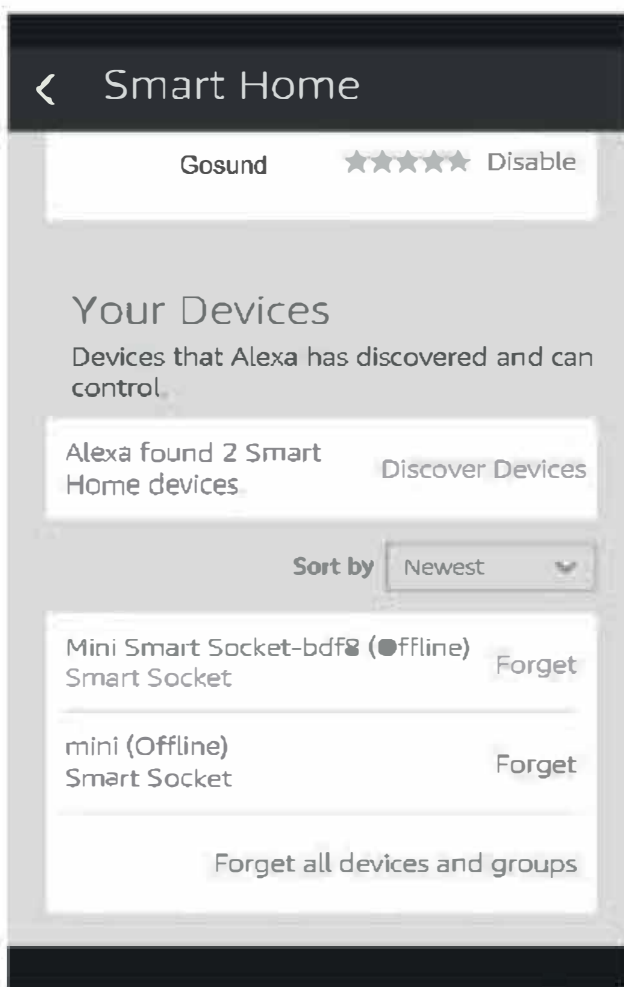 Smart Home
Gosund Disable
Your Devices
Devices that Alexa has discovered and can
control.
Alexa found 2 Smart
Home devices.
Discover Devices
Sort by Newest
Mini Smart Socket-bdf8 (Offline)
Smart Socket
Forget
mini (Offline)
Smart Socket
Forget
Forget all devices and groups